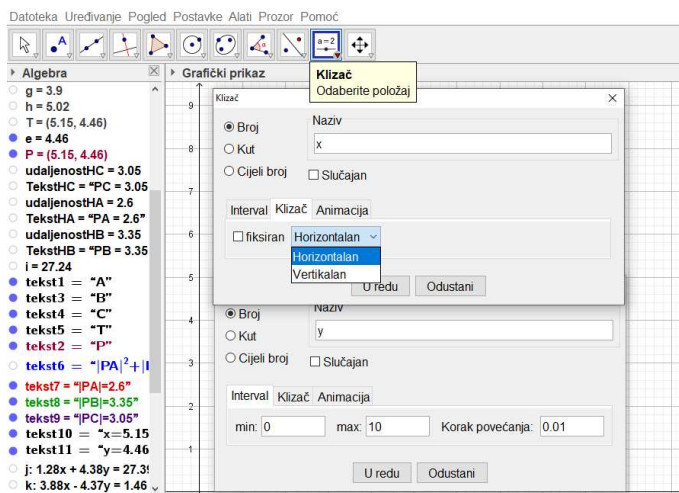 Datoteka Uređivanje Pogled Postavke Alati Prozor Pomoć
A
α
a=2
Algebra
Grafički prikaz
Klizač
Odaberite položaj
g = 3.9
h = 5.02
T = (5.15, 4.46)
e = 4.46
P = (5.15, 4.46)
udaljenostHC = 3.05
TekstHC = “PC = 3.05
udaljenostHA = 2.6
TekstHA = “PA = 2.6”
udaljenostHB = 3.35
TekstHB = “PB = 3.35
i = 27.24
tekst1 = “A”
tekst3 = “B”
tekst4 = “C”
tekst5 = “T”
tekst2 = “P”
tekst6 = “|PA|²+|I
tekst7 = “|PA|=2.6”
tekst8 = “|PB|=3.35”
tekst9 = “|PC|=3.05”
tekst10 = “x=5.15
tekst11 = “y=4.46
j: 1.28x + 4.38y = 27.39
k: 3.88x - 4.37y = 1.46
9
8
7
6
5
4
3
2
1
Klizač
Broj
Kut
Cijeli broj
Naziv
x
Slučajan
Interval Klizač Animacija
fiksiran Horizontalan
Horizontalan
Vertikalan
U redu Odustani
Broj
Kut
Cijeli broj
Naziv
y
Slučajan
Interval Klizač Animacija
min: 0 max: 10 Korak povećanja: 0.01
U redu Odustani